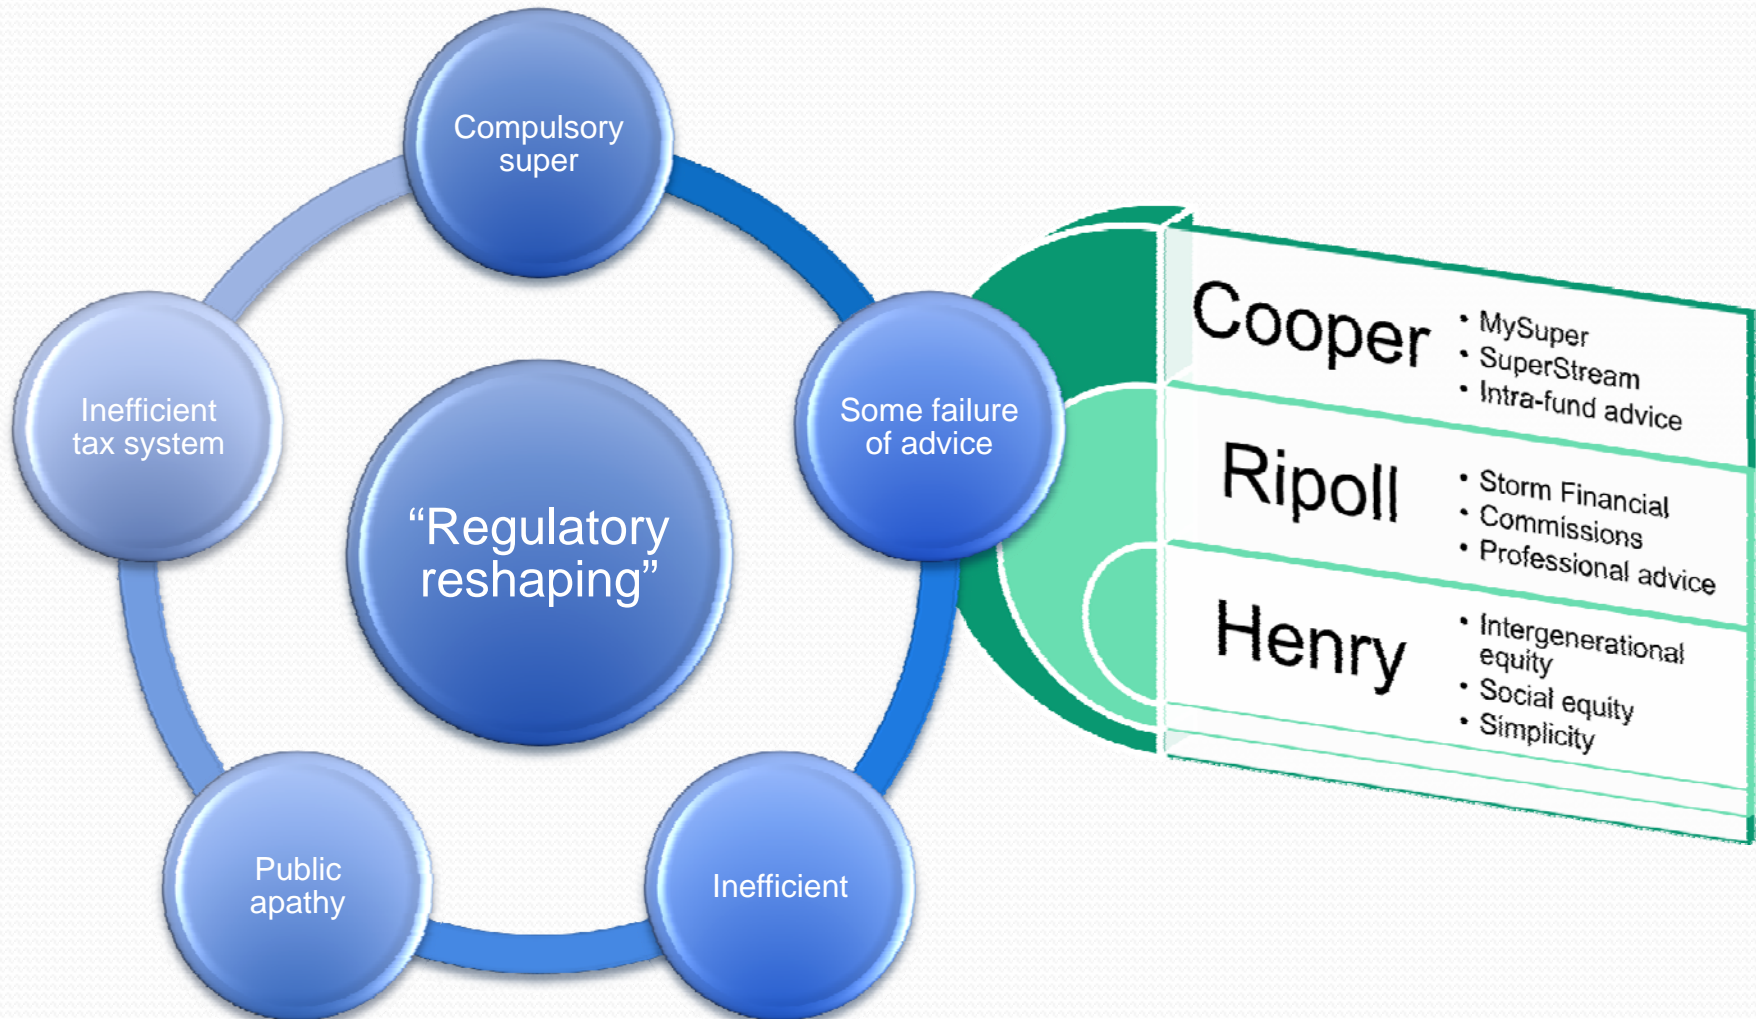 Compulsory
super
Some failure
of advice
Inefficient
Public
apathy
Inefficient
tax system
“Regulatory
reshaping”
Cooper
• MySuper
• SuperStream
• Intra-fund advice
Ripoll
• Storm Financial
• Commissions
• Professional advice
Henry
• Intergenerational
equity
• Social equity
• Simplicity